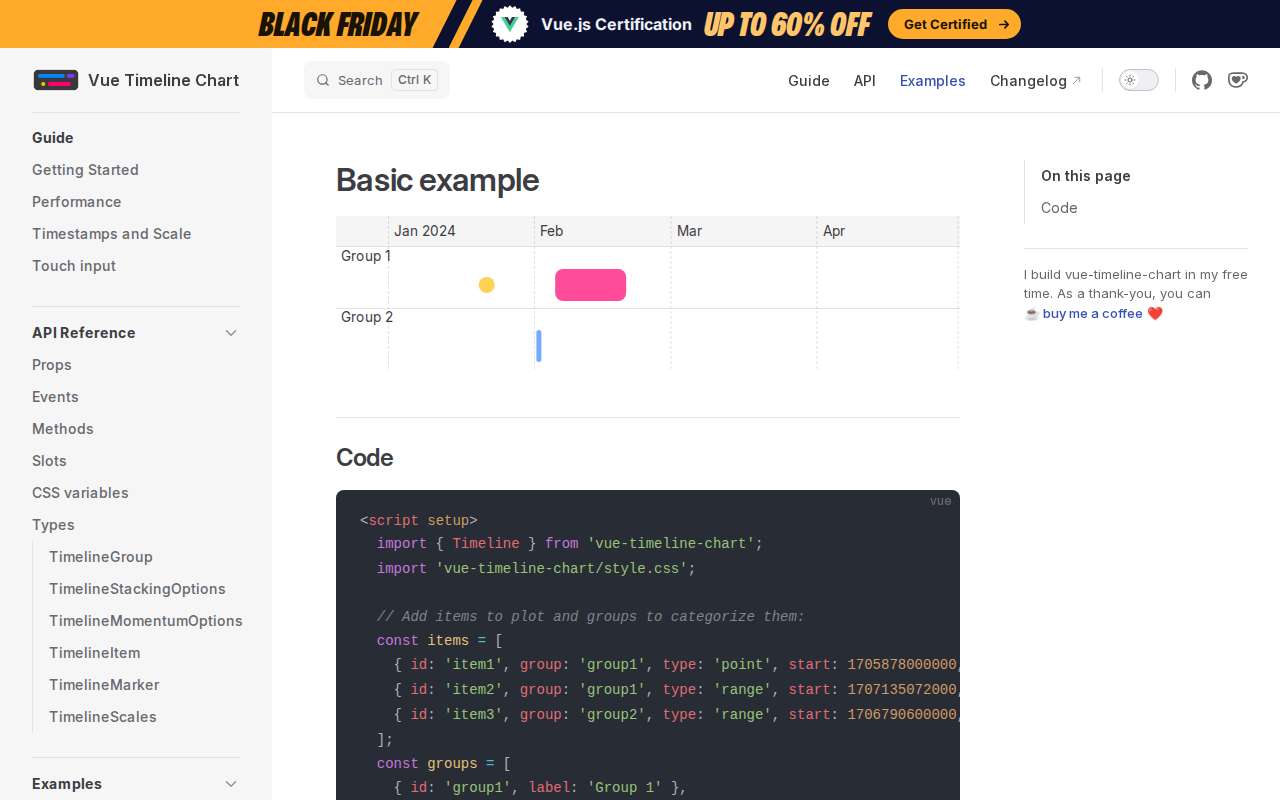 BLACK FRIDAY
Vue.js Certification UP TO 60% OFF Get Certified
Vue Timeline Chart
Search Ctrl K
Guide API Examples Changelog
Guide
Getting Started
Performance
Timestamps and Scale
Touch input
API Reference
Props
Events
Methods
Slots
CSS variables
Types
TimelineGroup
TimelineStackingOptions
TimelineMomentumOptions
TimelineItem
TimelineMarker
TimelineScales
Examples
Basic example
Jan 2024 Feb Mar Apr
Group 1
Group 2
Code
vue
<script setup>
import { Timeline } from 'vue-timeline-chart';
import 'vue-timeline-chart/style.css';
// Add items to plot and groups to categorize them:
const items = [
{ id: 'item1', group: 'group1', type: 'point', start: 1705878000000,
{ id: 'item2', group: 'group1', type: 'range', start: 1707135072000,
{ id: 'item3', group: 'group2', type: 'range', start: 1706790600000,
];
const groups = [
{ id: 'group1', label: 'Group 1' },
On this page
Code
I build vue-timeline-chart in my free
time. As a thank-you, you can
☕ buy me a coffee ❤️